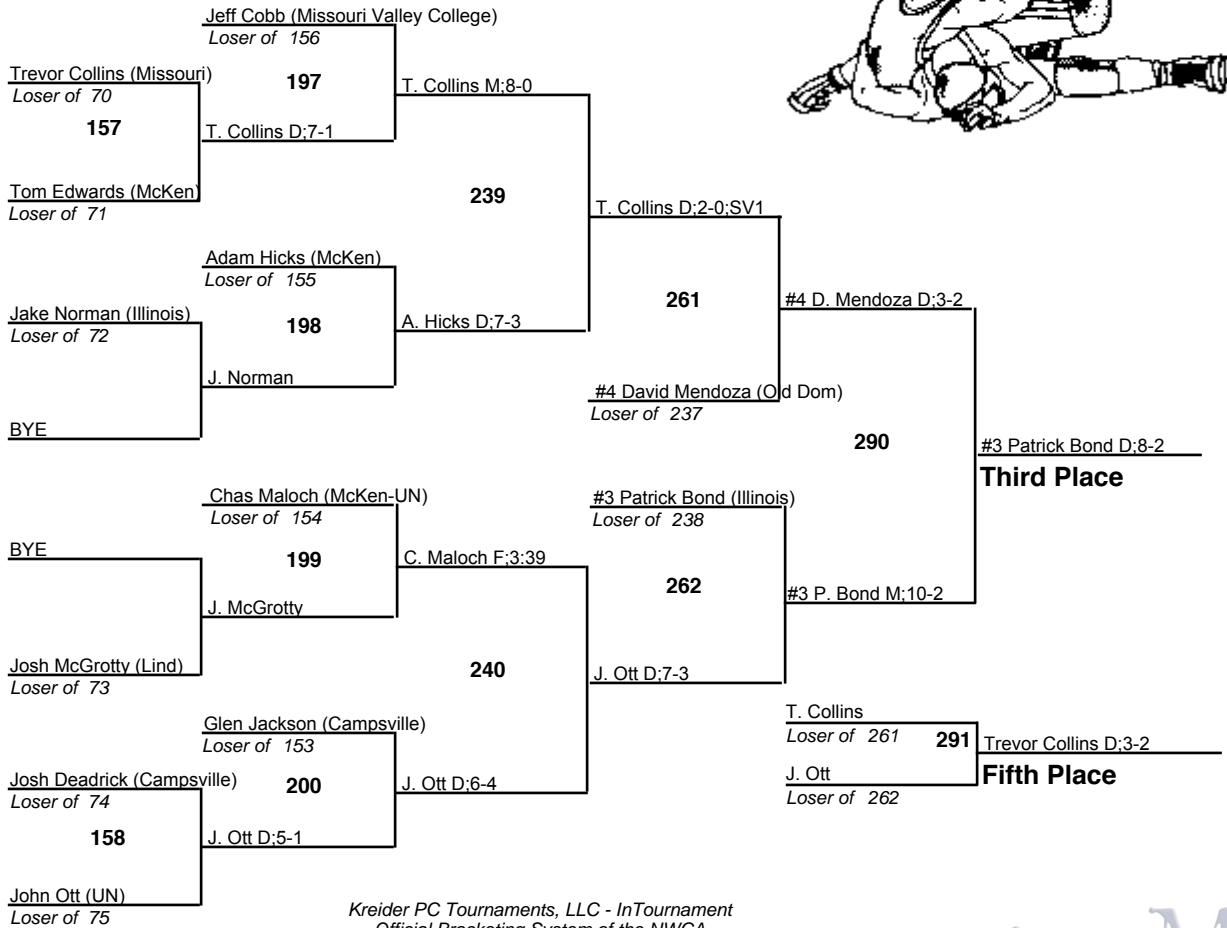 Jeff Cobb (Missouri Valley College)
Loser of 156
Trevor Collins (Missouri)
Loser of 70
197
T. Collins M;8-0
157
T. Collins D;7-1
Tom Edwards (McKen)
Loser of 71
239
T. Collins D;2-0;SV1
Adam Hicks (McKen)
Loser of 155
Jake Norman (Illinois)
Loser of 72
198
A. Hicks D;7-3
261
#4 D. Mendoza D;3-2
J. Norman
BYE
#4 David Mendoza (Old Dom)
Loser of 237
290
#3 Patrick Bond D;8-2
Third Place
Chas Maloch (McKen-UN)
Loser of 154
#3 Patrick Bond (Illinois)
Loser of 238
BYE
199
C. Maloch F;3:39
262
J. McGrotty
#3 P. Bond M;10-2
Josh McGrotty (Lind)
Loser of 73
240
J. Ott D;7-3
Glen Jackson (Campsville)
Loser of 153
T. Collins
Loser of 261
291
Trevor Collins D;3-2
Fifth Place
J. Ott
Loser of 262
Josh Deadrick (Campsville)
Loser of 74
200
J. Ott D;6-4
158
J. Ott D;5-1
John Ott (UN)
Loser of 75
Kreider PC Tournaments, LLC - InTournament
Official Bracketing System of the NWCA